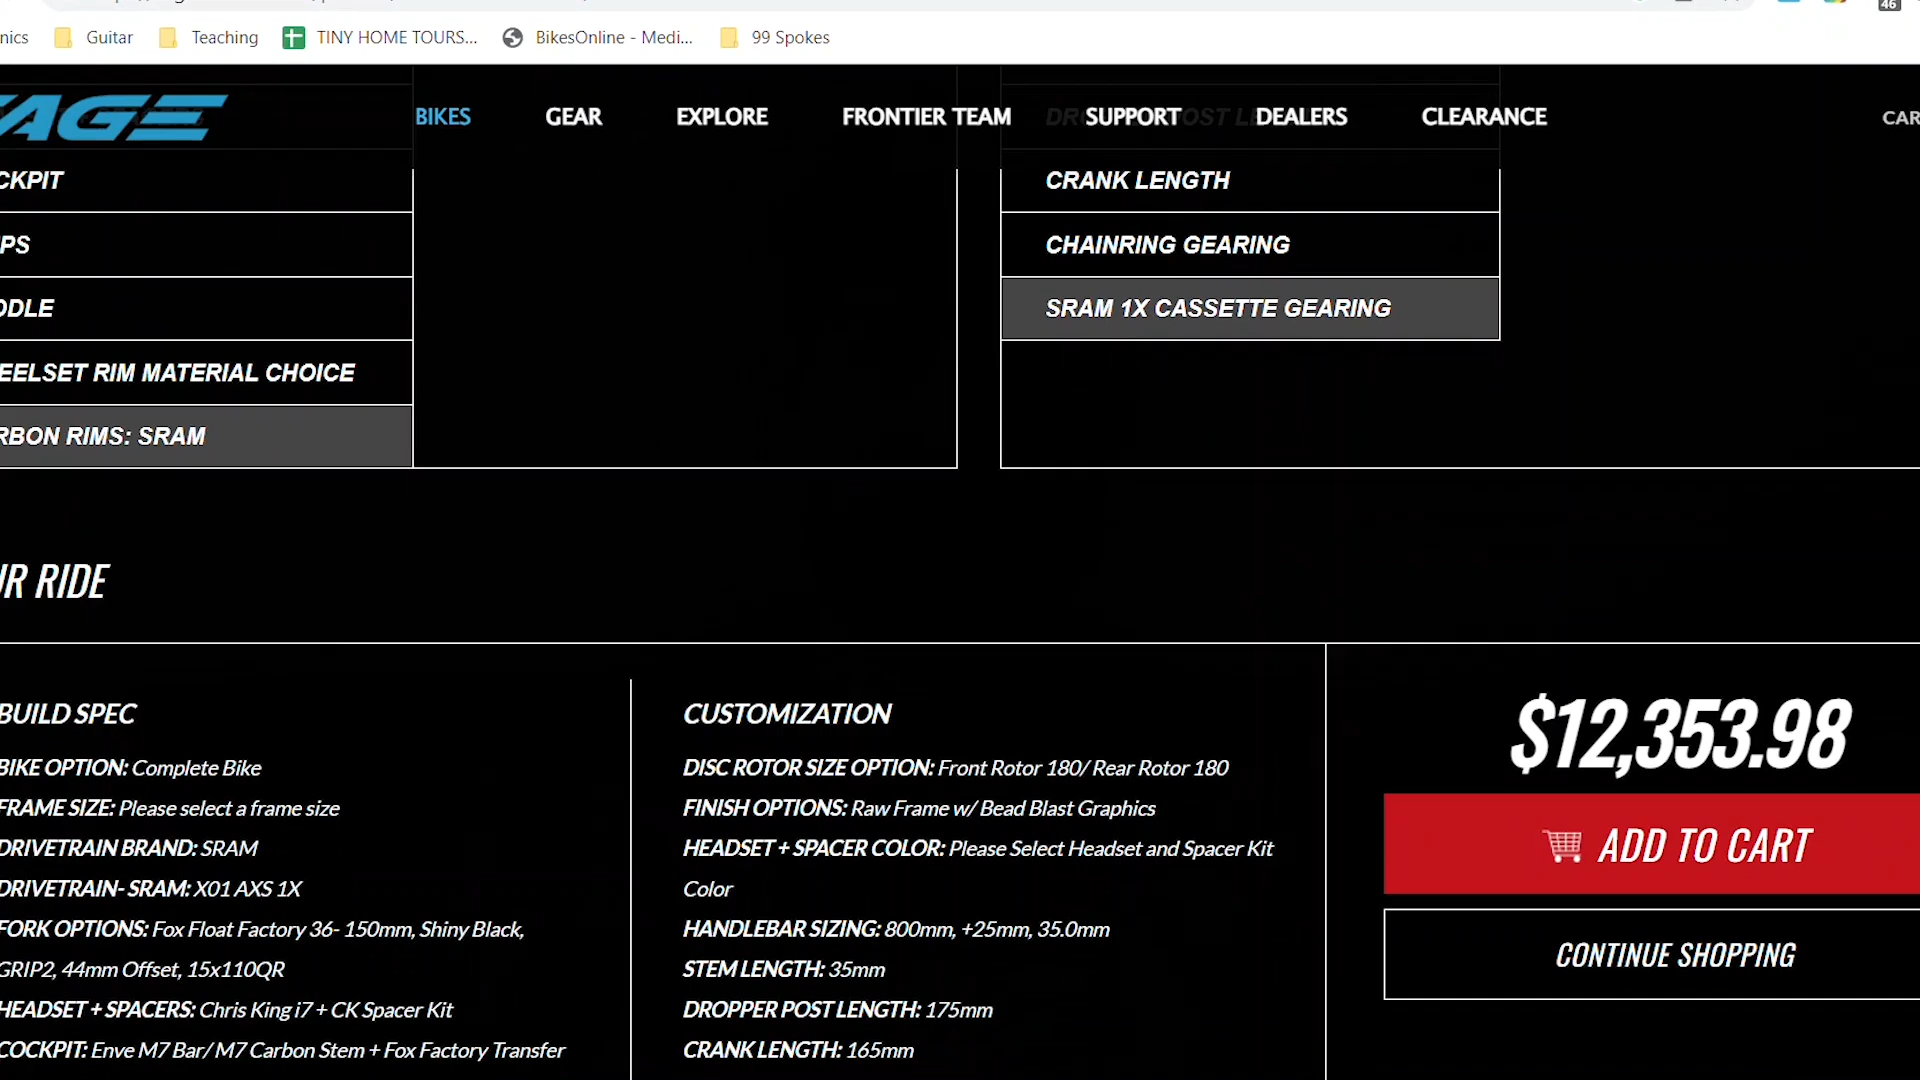 46
nics Guitar Teaching TINY HOME TOURS... BikesOnline - Medi... 99 Spokes
AGE BIKES GEAR EXPLORE FRONTIER TEAM SUPPORT DEALERS CLEARANCE CAR
CKPIT
PS
DDLE
EELSET RIM MATERIAL CHOICE
RBON RIMS: SRAM
CRANK LENGTH
CHAINRING GEARING
SRAM 1X CASSETTE GEARING
UR RIDE
BUILD SPEC
BIKE OPTION: Complete Bike
FRAME SIZE: Please select a frame size
DRIVETRAIN BRAND: SRAM
DRIVETRAIN- SRAM: X01 AXS 1X
FORK OPTIONS: Fox Float Factory 36- 150mm, Shiny Black,
GRIP2, 44mm Offset, 15x110QR
HEADSET + SPACERS: Chris King i7 + CK Spacer Kit
COCKPIT: Enve M7 Bar/ M7 Carbon Stem + Fox Factory Transfer
CUSTOMIZATION
DISC ROTOR SIZE OPTION: Front Rotor 180/ Rear Rotor 180
FINISH OPTIONS: Raw Frame w/ Bead Blast Graphics
HEADSET + SPACER COLOR: Please Select Headset and Spacer Kit
Color
HANDLEBAR SIZING: 800mm, +25mm, 35.0mm
STEM LENGTH: 35mm
DROPPER POST LENGTH: 175mm
CRANK LENGTH: 165mm
$12,353.98
ADD TO CART
CONTINUE SHOPPING